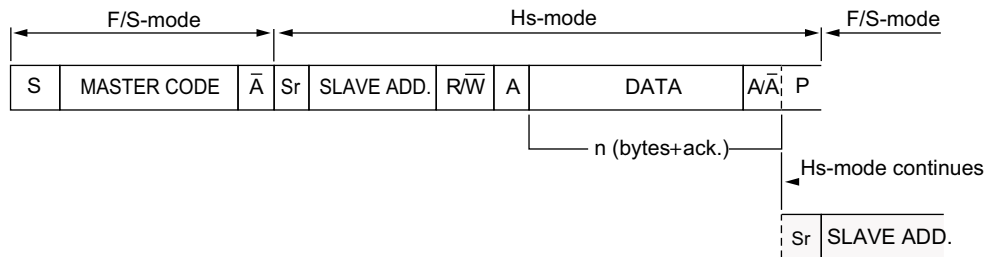 F/S-mode Hs-mode F/S-mode
S MASTER CODE A̅ Sr SLAVE ADD. R/W̅ A DATA A/A̅ P
n (bytes+ack.)
Hs-mode continues
Sr SLAVE ADD.